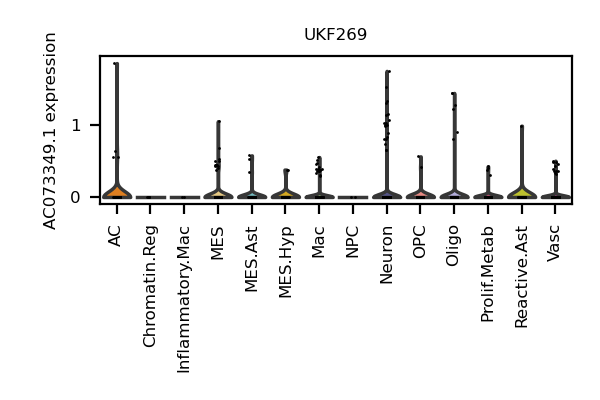 UKF269
AC073349.1 expression
1
0
AC
Chromatin.Reg
Inflammatory.Mac
MES
MES.Ast
MES.Hyp
Mac
NPC
Neuron
OPC
Oligo
Prolif.Metab
Reactive.Ast
Vasc